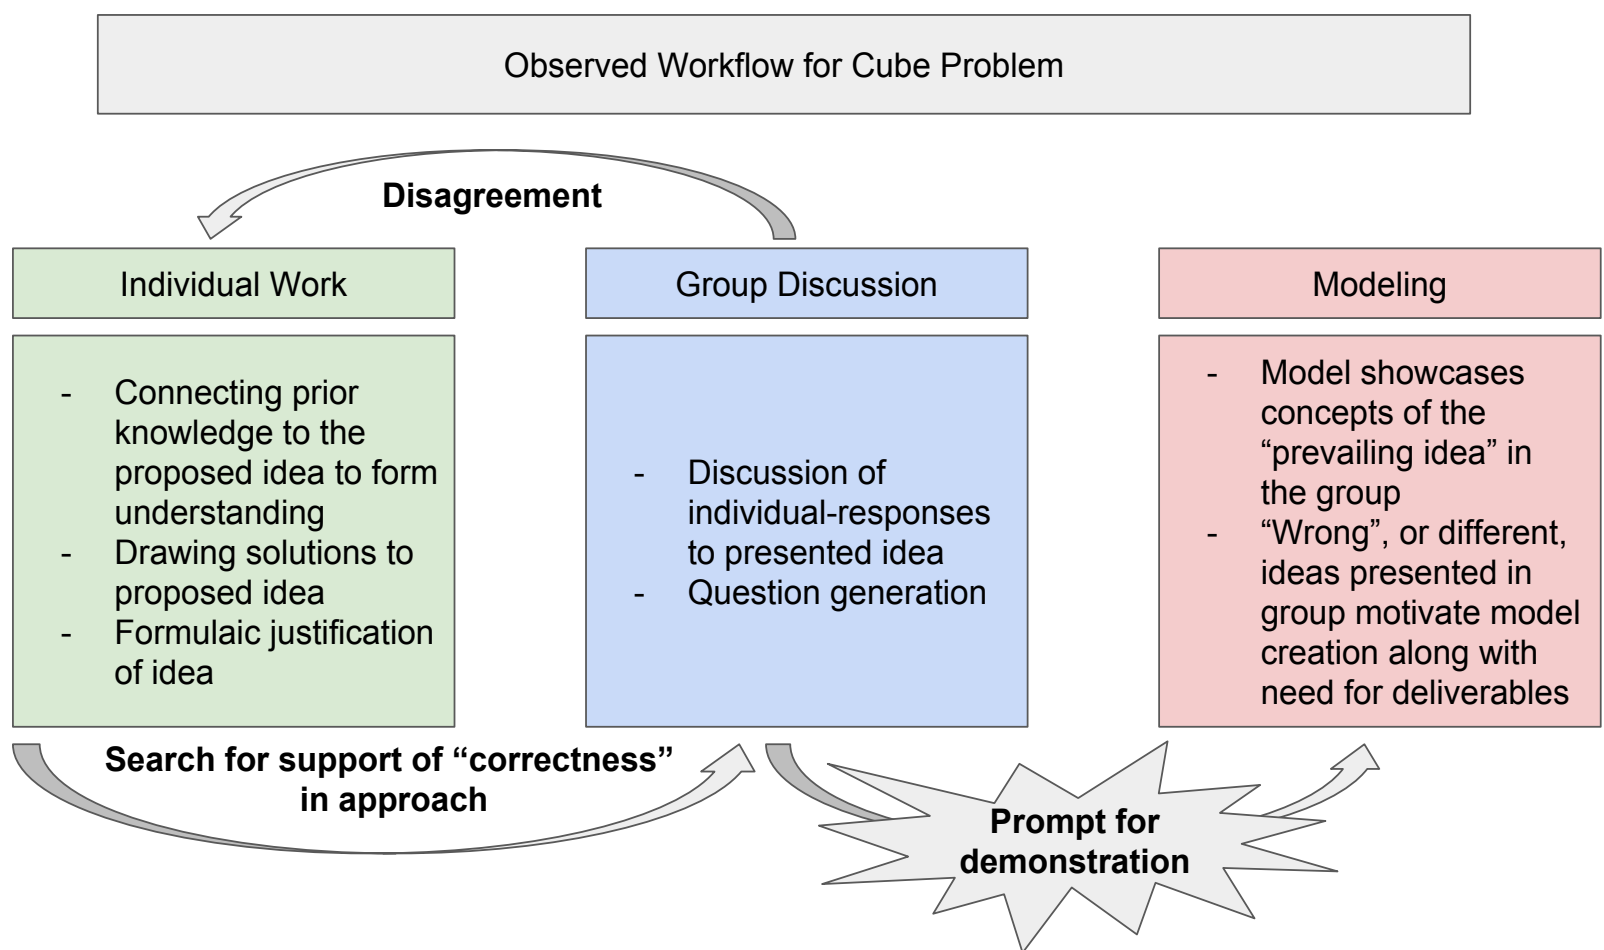 Observed Workflow for Cube Problem
Disagreement
Individual Work
Group Discussion
Modeling
- Connecting prior
knowledge to the
proposed idea to form
understanding
- Drawing solutions to
proposed idea
- Formulaic justification
of idea
- Discussion of
individual-responses
to presented idea
- Question generation
- Model showcases
concepts of the
“prevailing idea” in
the group
- “Wrong”, or different,
ideas presented in
group motivate model
creation along with
need for deliverables
Search for support of “correctness”
in approach
Prompt for
demonstration